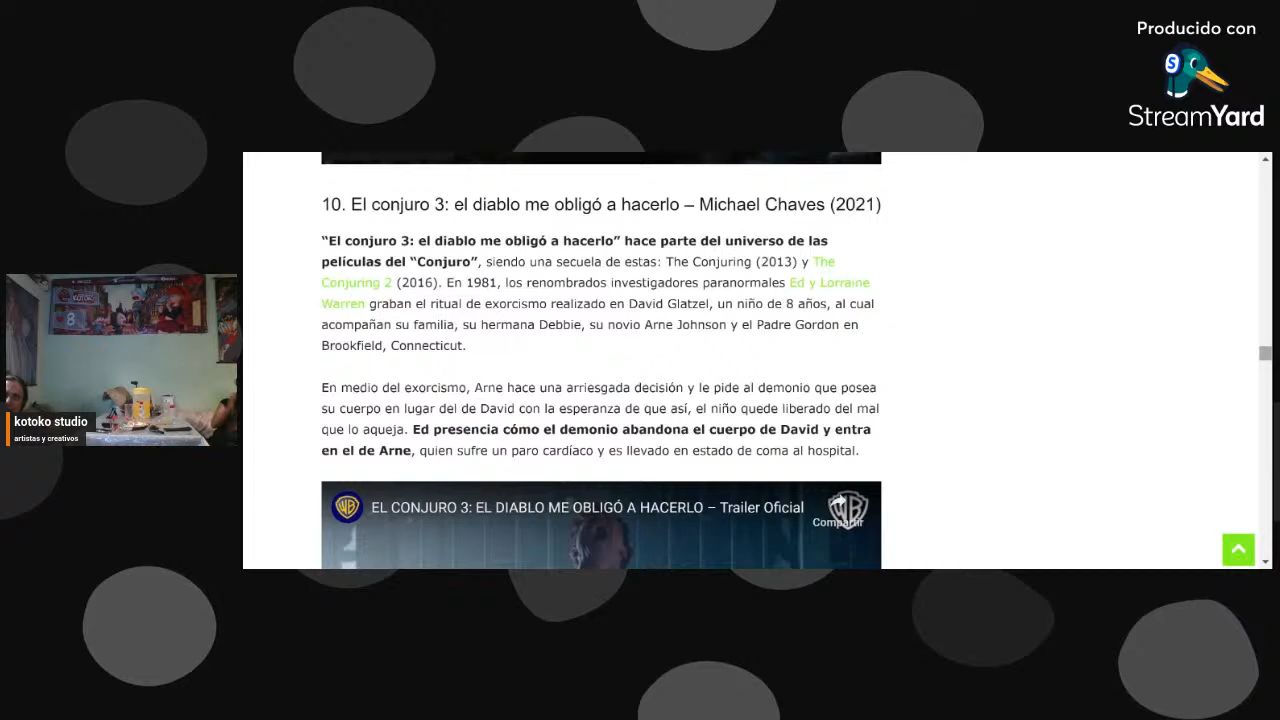 Producido con
StreamYard
10. El conjuro 3: el diablo me obligó a hacerlo – Michael Chaves (2021)
“El conjuro 3: el diablo me obligó a hacerlo” hace parte del universo de las
películas del “Conjuro”, siendo una secuela de estas: The Conjuring (2013) y The
Conjuring 2 (2016). En 1981, los renombrados investigadores paranormales Ed y Lorraine
Warren graban el ritual de exorcismo realizado en David Glatzel, un niño de 8 años, al cual
acompañan su familia, su hermana Debbie, su novio Arne Johnson y el Padre Gordon en
Brookfield, Connecticut.
En medio del exorcismo, Arne hace una arriesgada decisión y le pide al demonio que posea
su cuerpo en lugar del de David con la esperanza de que así, el niño quede liberado del mal
que lo aqueja. Ed presencia cómo el demonio abandona el cuerpo de David y entra
en el de Arne, quien sufre un paro cardíaco y es llevado en estado de coma al hospital.
EL CONJURO 3: EL DIABLO ME OBLIGÓ A HACERLO – Trailer Oficial
Compartir
KOTOKO
8
kotoko studio
artistas y creativos